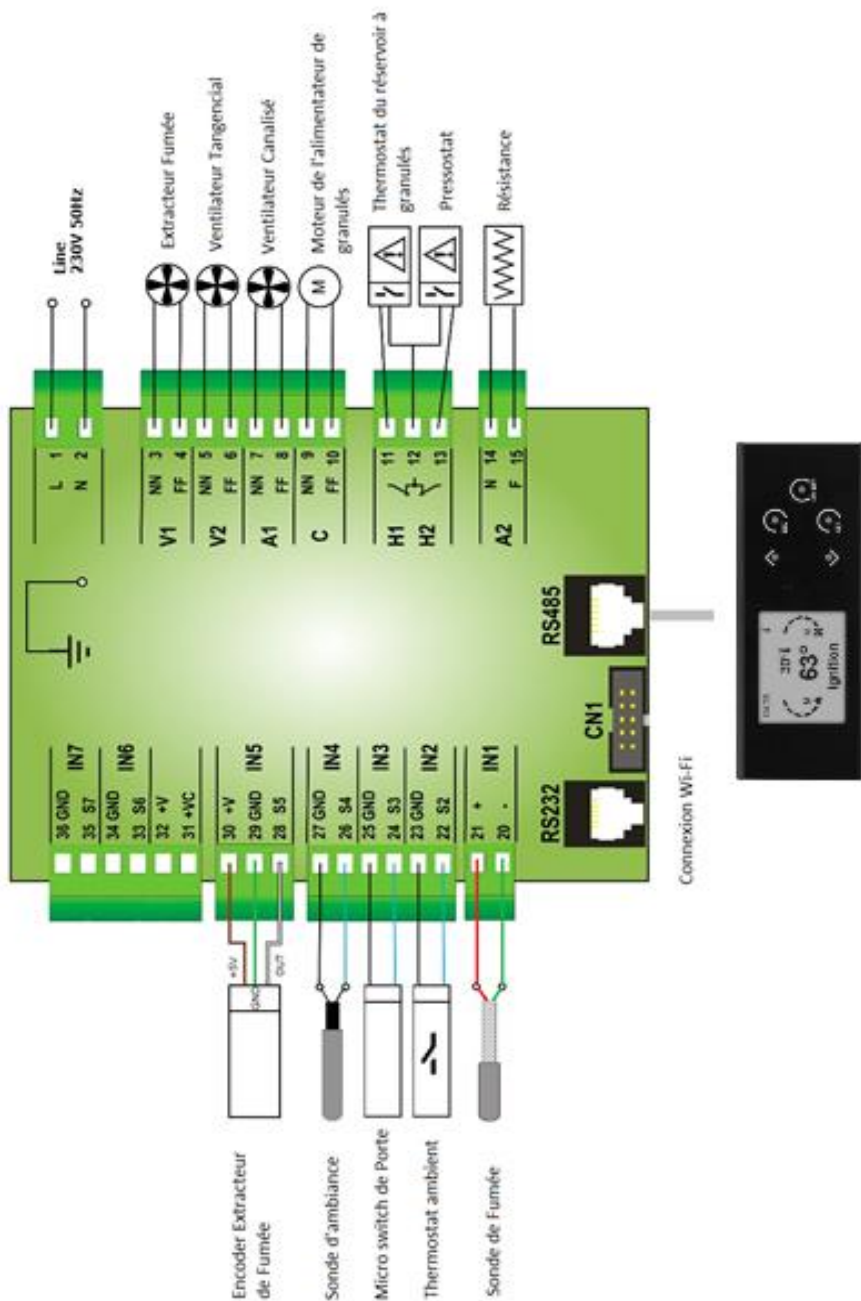 Line
230V 50Hz
Extracteur Fumée
Ventilateur Tangencial
Ventilateur Canalisé
M
Moteur de l'alimentateur de
granulés
Thermostat du réservoir à
granulés
Pressostat
Résistance
L 1
N 2
NN 3
V1
FF 4
NN 5
V2
FF 6
NN 7
A1
FF 8
NN 9
C
FF 10
H1
11
12
H2
13
N 14
A2
F 15
36 GND
IN7
35 S7
34 GND
IN6
33 S6
32 +V
31 +VC
30 +V
IN5
29 GND
28 S5
27 GND
IN4
26 S4
25 GND
IN3
24 S3
23 GND
IN2
22 S2
21 +
IN1
20 -
RS232
CN1
RS485
+5V
GND
OUT
Encoder Extracteur
de Fumée
Sonde d'ambiance
Micro switch de Porte
Thermostat ambient
Sonde de Fumée
Connexion Wi-Fi
63°
Ignition